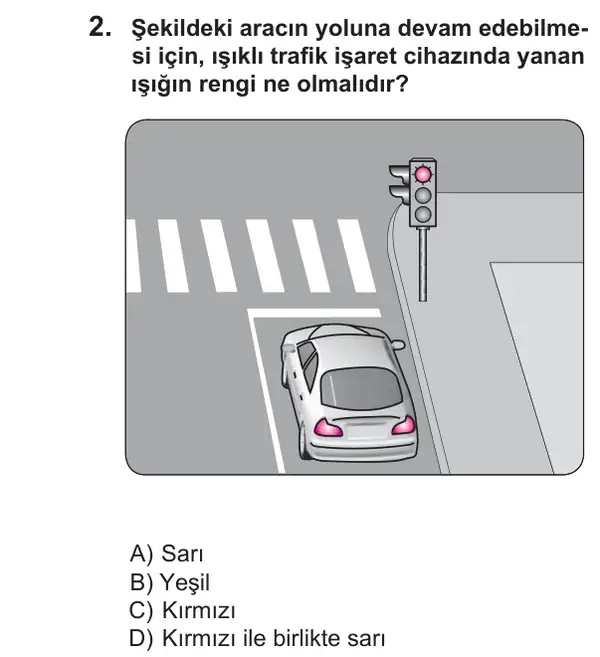 2. Şekildeki aracın yoluna devam edebilme-
si için, ışıklı trafik işaret cihazında yanan
ışığın rengi ne olmalıdır?
A) Sarı
B) Yeşil
C) Kırmızı
D) Kırmızı ile birlikte sarı